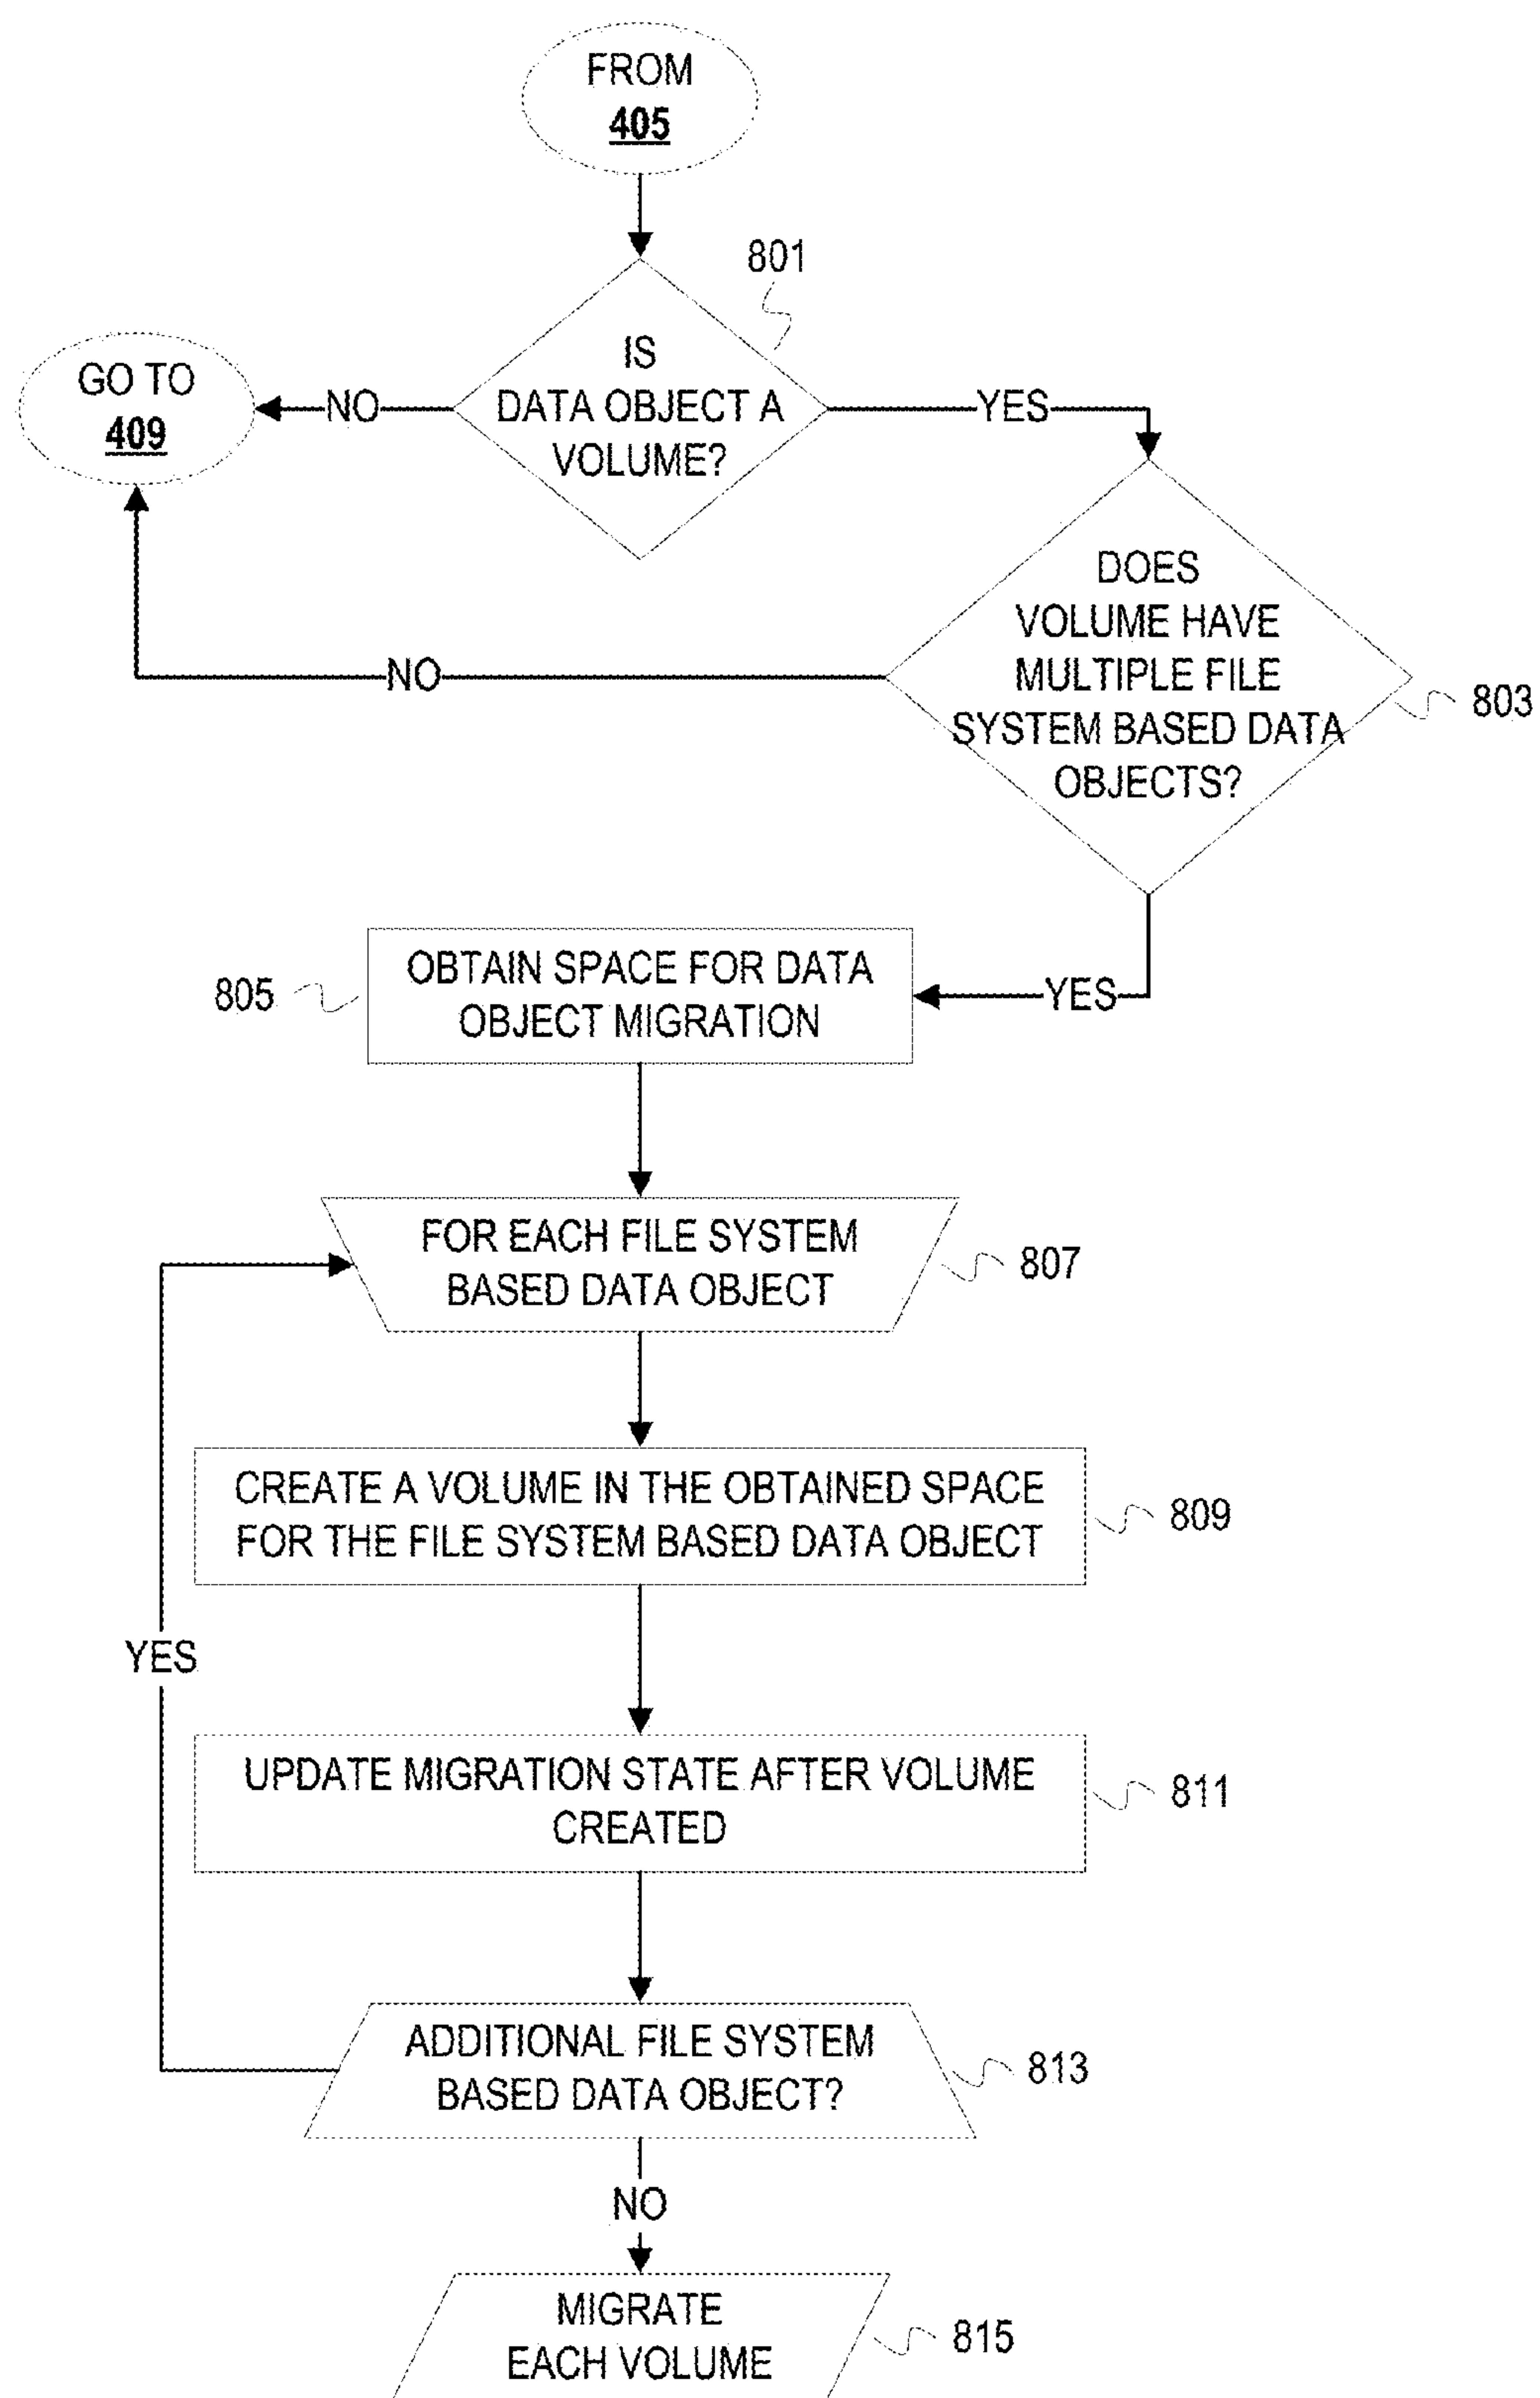 FROM
405
801
IS
DATA OBJECT A
VOLUME?
GO TO
409
NO
YES
DOES
VOLUME HAVE
MULTIPLE FILE
SYSTEM BASED DATA
OBJECTS?
803
NO
YES
805
OBTAIN SPACE FOR DATA
OBJECT MIGRATION
FOR EACH FILE SYSTEM
BASED DATA OBJECT
807
CREATE A VOLUME IN THE OBTAINED SPACE
FOR THE FILE SYSTEM BASED DATA OBJECT
809
YES
UPDATE MIGRATION STATE AFTER VOLUME
CREATED
811
ADDITIONAL FILE SYSTEM
BASED DATA OBJECT?
813
NO
MIGRATE
EACH VOLUME
815